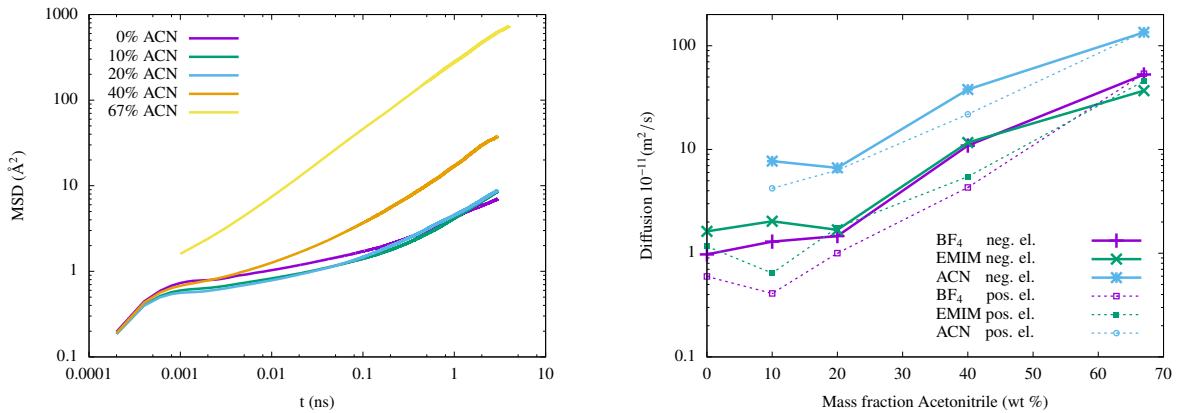 1000
100
10
1
0.1
MSD (Å²)
0% ACN
10% ACN
20% ACN
40% ACN
67% ACN
0.0001 0.001 0.01 0.1 1 10
t (ns)
100
10
1
0.1
Diffusion 10⁻¹¹(m²/s)
BF₄ neg. el.
EMIM neg. el.
ACN neg. el.
BF₄ pos. el.
EMIM pos. el.
ACN pos. el.
0 10 20 30 40 50 60 70
Mass fraction Acetonitrile (wt %)